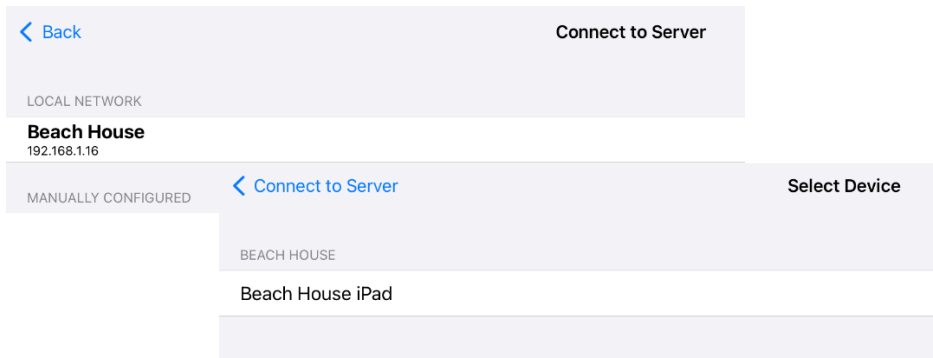 Back
Connect to Server
LOCAL NETWORK
Beach House
192.168.1.16
MANUALLY CONFIGURED
Connect to Server
Select Device
BEACH HOUSE
Beach House iPad